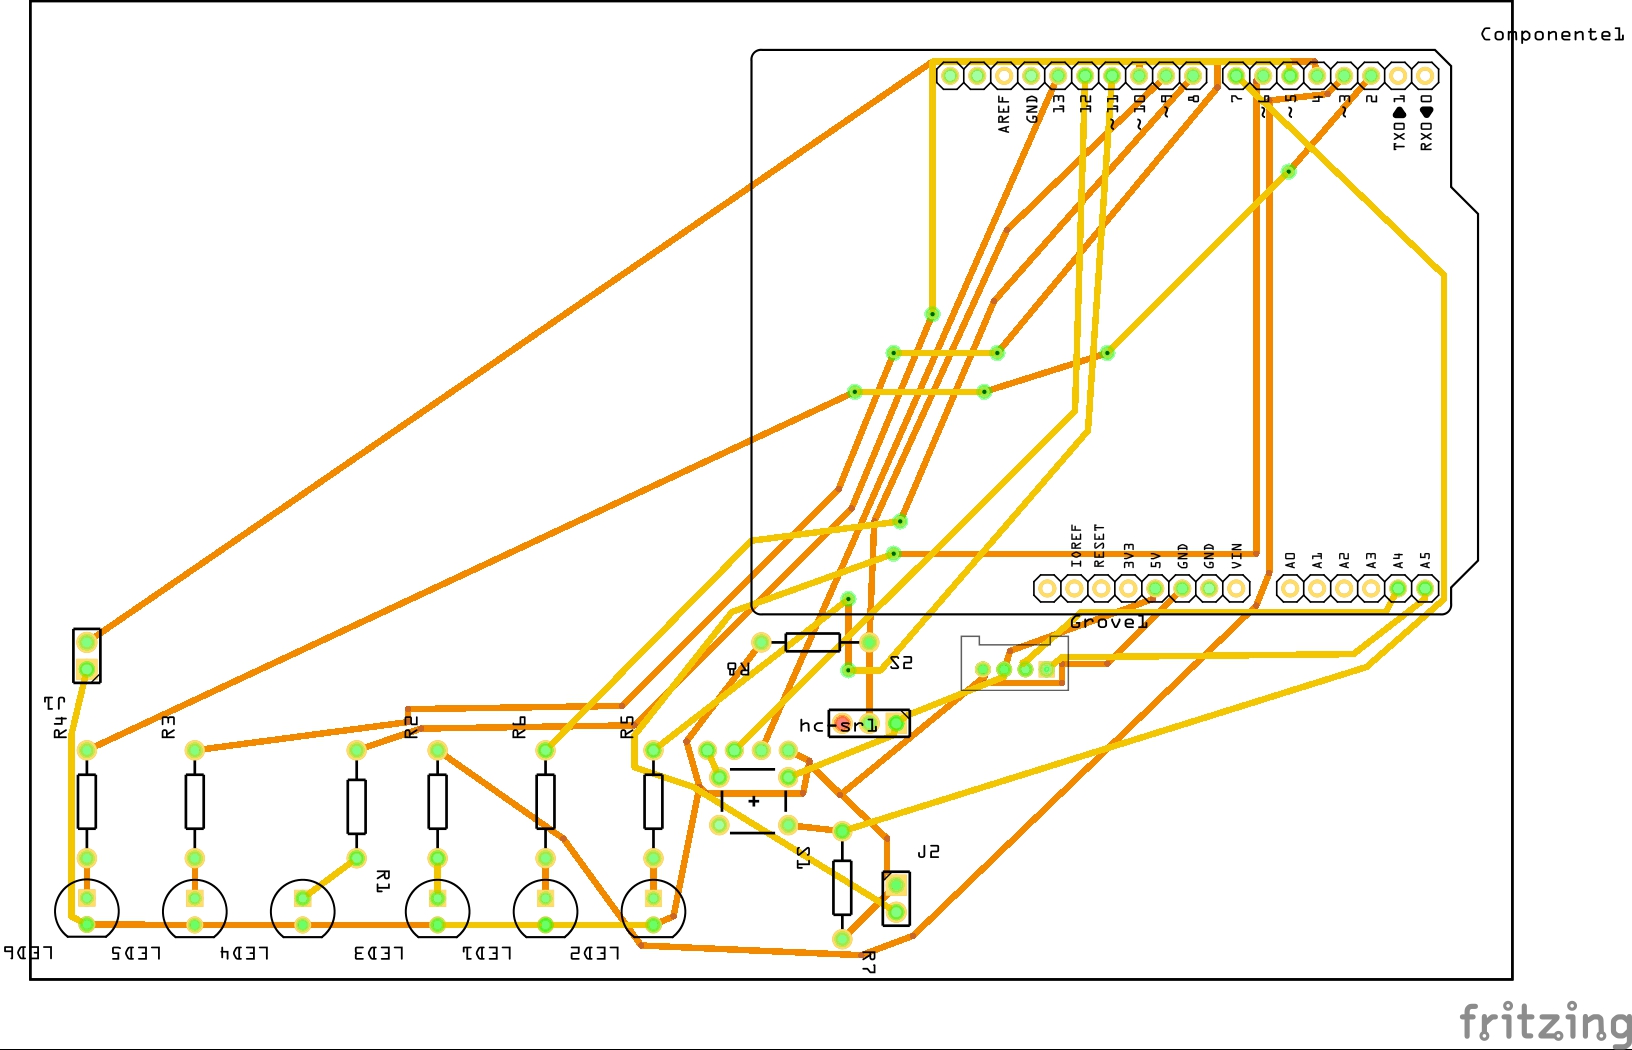 Componente1
AREF
GND
13
12
~11
~10
~9
8
7
~6
~5
4
~3
2
TX0▶1
RX0◀0
IOREF
RESET
3V3
5V
GND
GND
VIN
A0
A1
A2
A3
A4
A5
Grove1
R8
S2
J1
hc-sr1
R4
R3
R2
R6
R5
S1
J2
R1
LED6
LED5
LED4
LED3
LED1
LED2
R7
fritzing